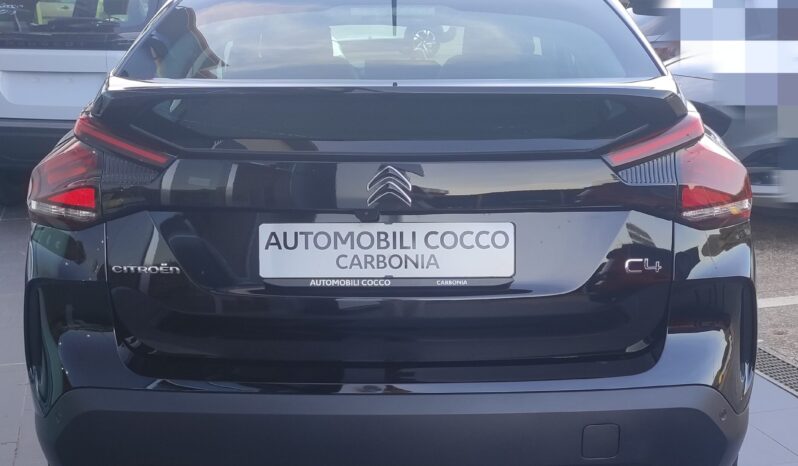 AUTOMOBILI COCCO
CARBONIA
CITROËN
C4
AUTOMOBILI COCCO CARBONIA